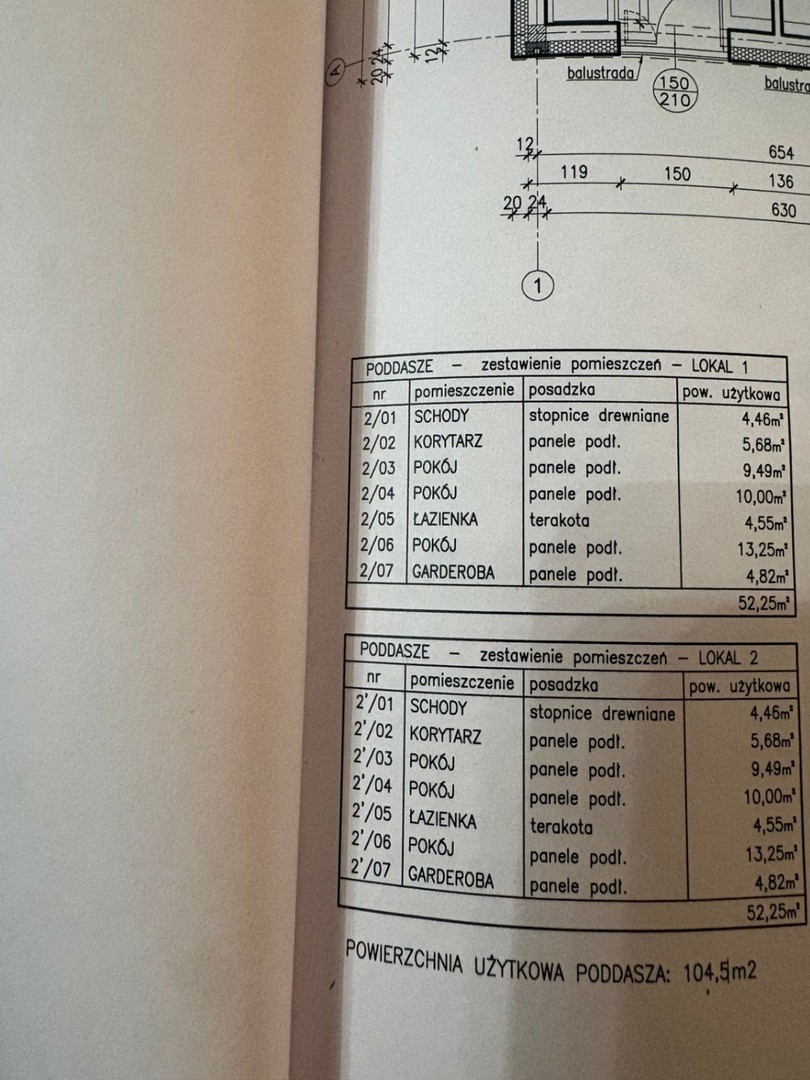 A
20 24
12
balustrada
150
210
balustra
12
654
119 150 136
20 24 630
1
PODDASZE – zestawienie pomieszczeń – LOKAL 1
nr pomieszczenie posadzka pow. użytkowa
2/01 SCHODY stopnice drewniane 4,46m²
2/02 KORYTARZ panele podł. 5,68m²
2/03 POKÓJ panele podł. 9,49m²
2/04 POKÓJ panele podł. 10,00m²
2/05 ŁAZIENKA terakota 4,55m²
2/06 POKÓJ panele podł. 13,25m²
2/07 GARDEROBA panele podł. 4,82m²
52,25m²
PODDASZE – zestawienie pomieszczeń – LOKAL 2
nr pomieszczenie posadzka pow. użytkowa
2'/01 SCHODY stopnice drewniane 4,46m²
2'/02 KORYTARZ panele podł. 5,68m²
2'/03 POKÓJ panele podł. 9,49m²
2'/04 POKÓJ panele podł. 10,00m²
2'/05 ŁAZIENKA terakota 4,55m²
2'/06 POKÓJ panele podł. 13,25m²
2'/07 GARDEROBA panele podł. 4,82m²
52,25m²
POWIERZCHNIA UŻYTKOWA PODDASZA: 104,5m2